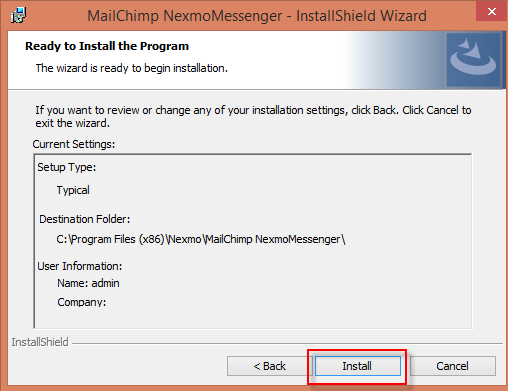 MailChimp NexmoMessenger - InstallShield Wizard
Ready to Install the Program
The wizard is ready to begin installation.
If you want to review or change any of your installation settings, click Back. Click Cancel to
exit the wizard.
Current Settings:
Setup Type:
Typical
Destination Folder:
C:\Program Files (x86)\Nexmo\MailChimp NexmoMessenger\
User Information:
Name: admin
Company:
InstallShield
< Back
Install
Cancel